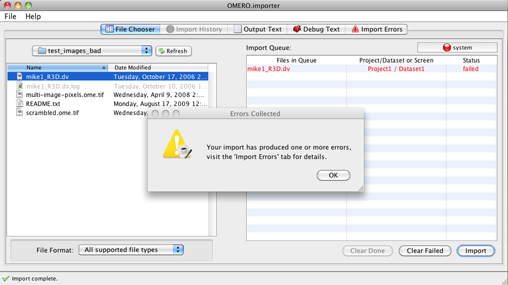 OMERO.importer
File Help
File Chooser Import History Output Text Debug Text Import Errors
test_images_bad Refresh Import Queue: system
Name Date Modified Files in Queue Project/Dataset or Screen Status
mike1_R3D.dv Tuesday, October 17, 2006 2... mike1_R3D.dv Project1 / Dataset1 failed
mike1_R3D.dv.log Tuesday, October 10, 2006 1...
multi-image-pixels.ome.tif Wednesday, April 9, 2008 2:...
README.txt Monday, August 17, 2009 12:...
scrambled.ome.tif Wednesday, April 9, 2008 2:...
Errors Collected
Your import has produced one or more errors,
visit the 'Import Errors' tab for details.
OK
File Format: All supported file types Clear Done Clear Failed Import
Import complete.